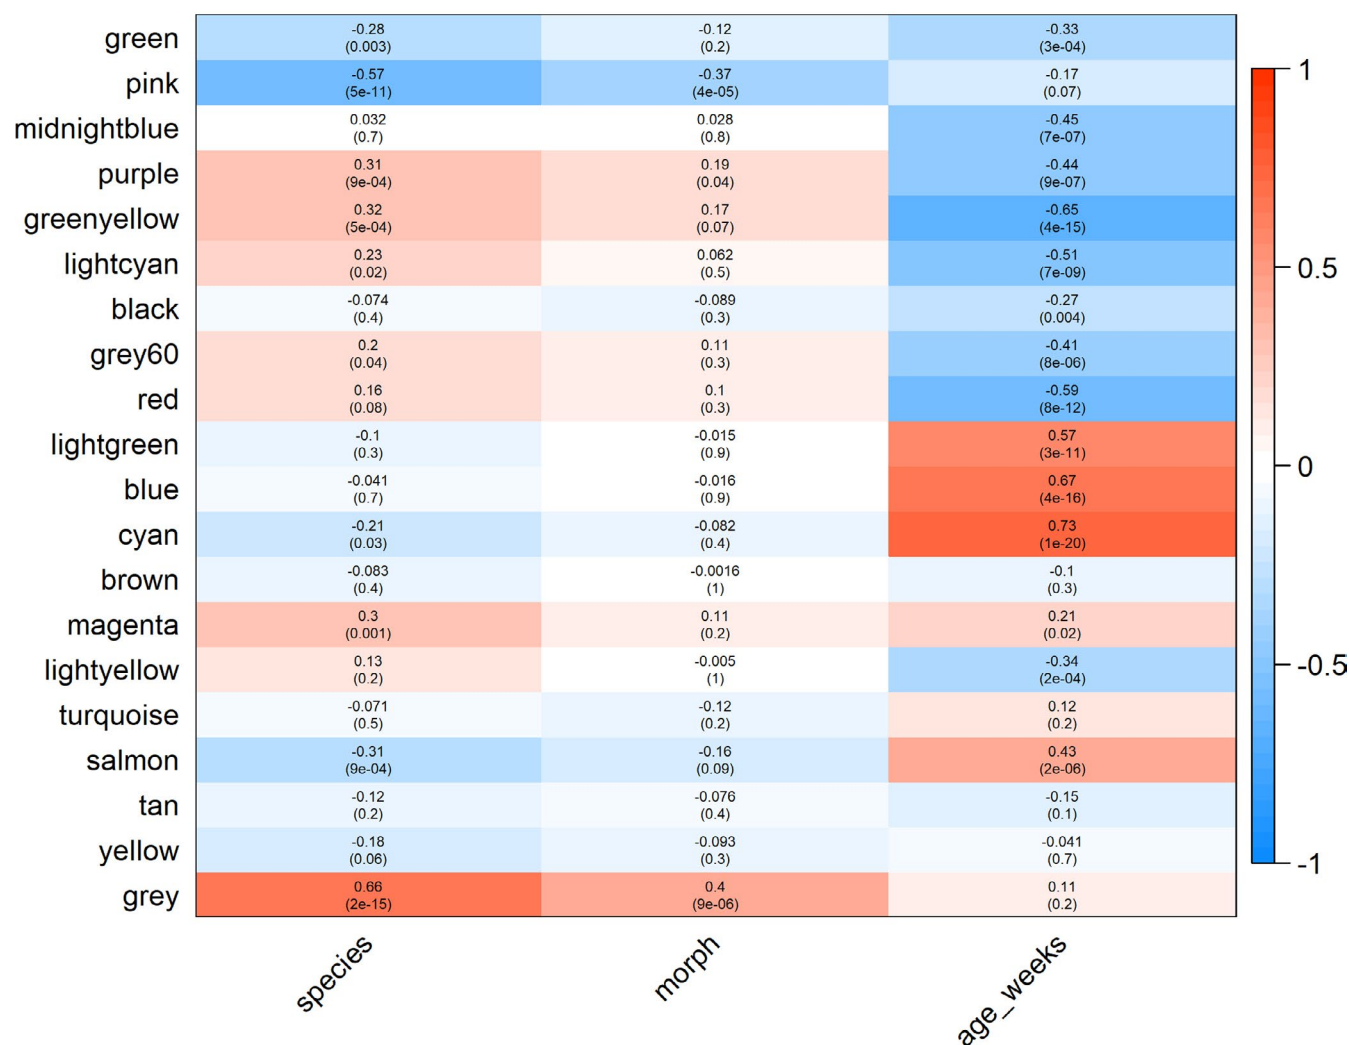 green -0.28 -0.12 -0.33
(0.003) (0.2) (3e-04)
pink -0.57 -0.37 -0.17
(5e-11) (4e-05) (0.07)
midnightblue 0.032 0.028 -0.45
(0.7) (0.8) (7e-07)
purple 0.31 0.19 -0.44
(9e-04) (0.04) (9e-07)
greenyellow 0.32 0.17 -0.65
(5e-04) (0.07) (4e-15)
lightcyan 0.23 0.062 -0.51
(0.02) (0.5) (7e-09)
black -0.074 -0.089 -0.27
(0.4) (0.3) (0.004)
grey60 0.2 0.11 -0.41
(0.04) (0.3) (8e-06)
red 0.16 0.1 -0.59
(0.08) (0.3) (8e-12)
lightgreen -0.1 -0.015 0.57
(0.3) (0.9) (3e-11)
blue -0.041 -0.016 0.67
(0.7) (0.9) (4e-16)
cyan -0.21 -0.082 0.73
(0.03) (0.4) (1e-20)
brown -0.083 -0.0016 -0.1
(0.4) (1) (0.3)
magenta 0.3 0.11 0.21
(0.001) (0.2) (0.02)
lightyellow 0.13 -0.005 -0.34
(0.2) (1) (2e-04)
turquoise -0.071 -0.12 0.12
(0.5) (0.2) (0.2)
salmon -0.31 -0.16 0.43
(9e-04) (0.09) (2e-06)
tan -0.12 -0.076 -0.15
(0.2) (0.4) (0.1)
yellow -0.18 -0.093 -0.041
(0.06) (0.3) (0.7)
grey 0.66 0.4 0.11
(2e-15) (9e-06) (0.2)
species morph age_weeks
1
0.5
0
-0.5
-1